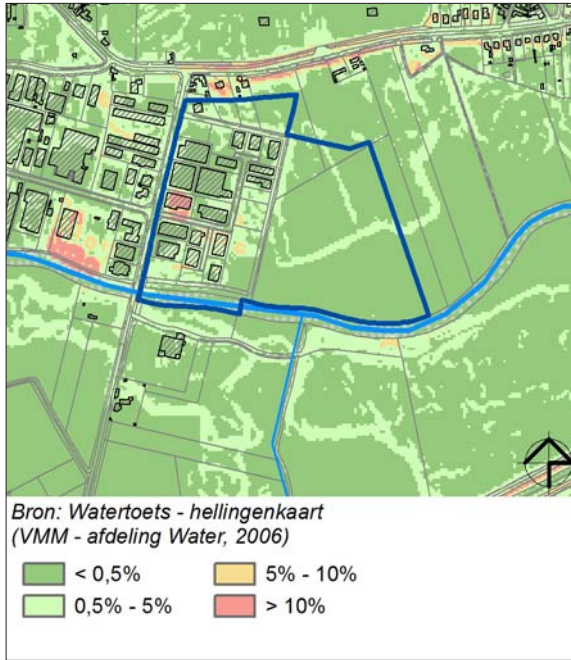 Bron: Watertoets - hellingenkaart
(VMM - afdeling Water, 2006)
< 0,5%
5% - 10%
0,5% - 5%
> 10%